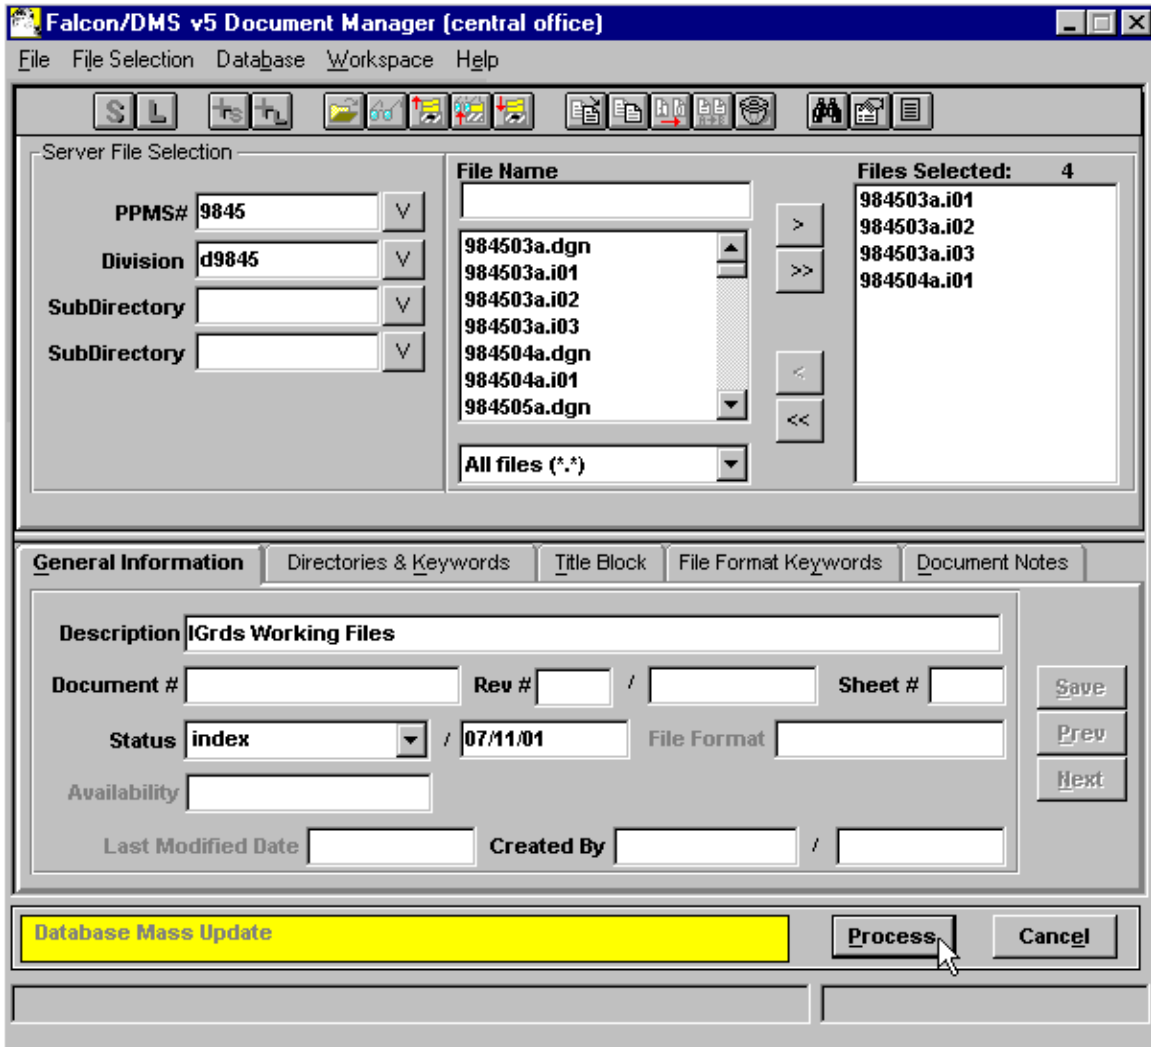 Falcon/DMS v5 Document Manager (central office)
File File Selection Database Workspace Help
S L +rS +rL
Server File Selection
PPMS# 9845 V
Division d9845 V
SubDirectory V
SubDirectory V
File Name
984503a.dgn
984503a.i01
984503a.i02
984503a.i03
984504a.dgn
984504a.i01
984505a.dgn
All files (*.*)
>
>>
<
<<
Files Selected: 4
984503a.i01
984503a.i02
984503a.i03
984504a.i01
General Information Directories & Keywords Title Block File Format Keywords Document Notes
Description IGrds Working Files
Document # Rev # / Sheet #
Status index / 07/11/01 File Format
Availability
Last Modified Date Created By /
Save
Prev
Next
Database Mass Update Process Cancel